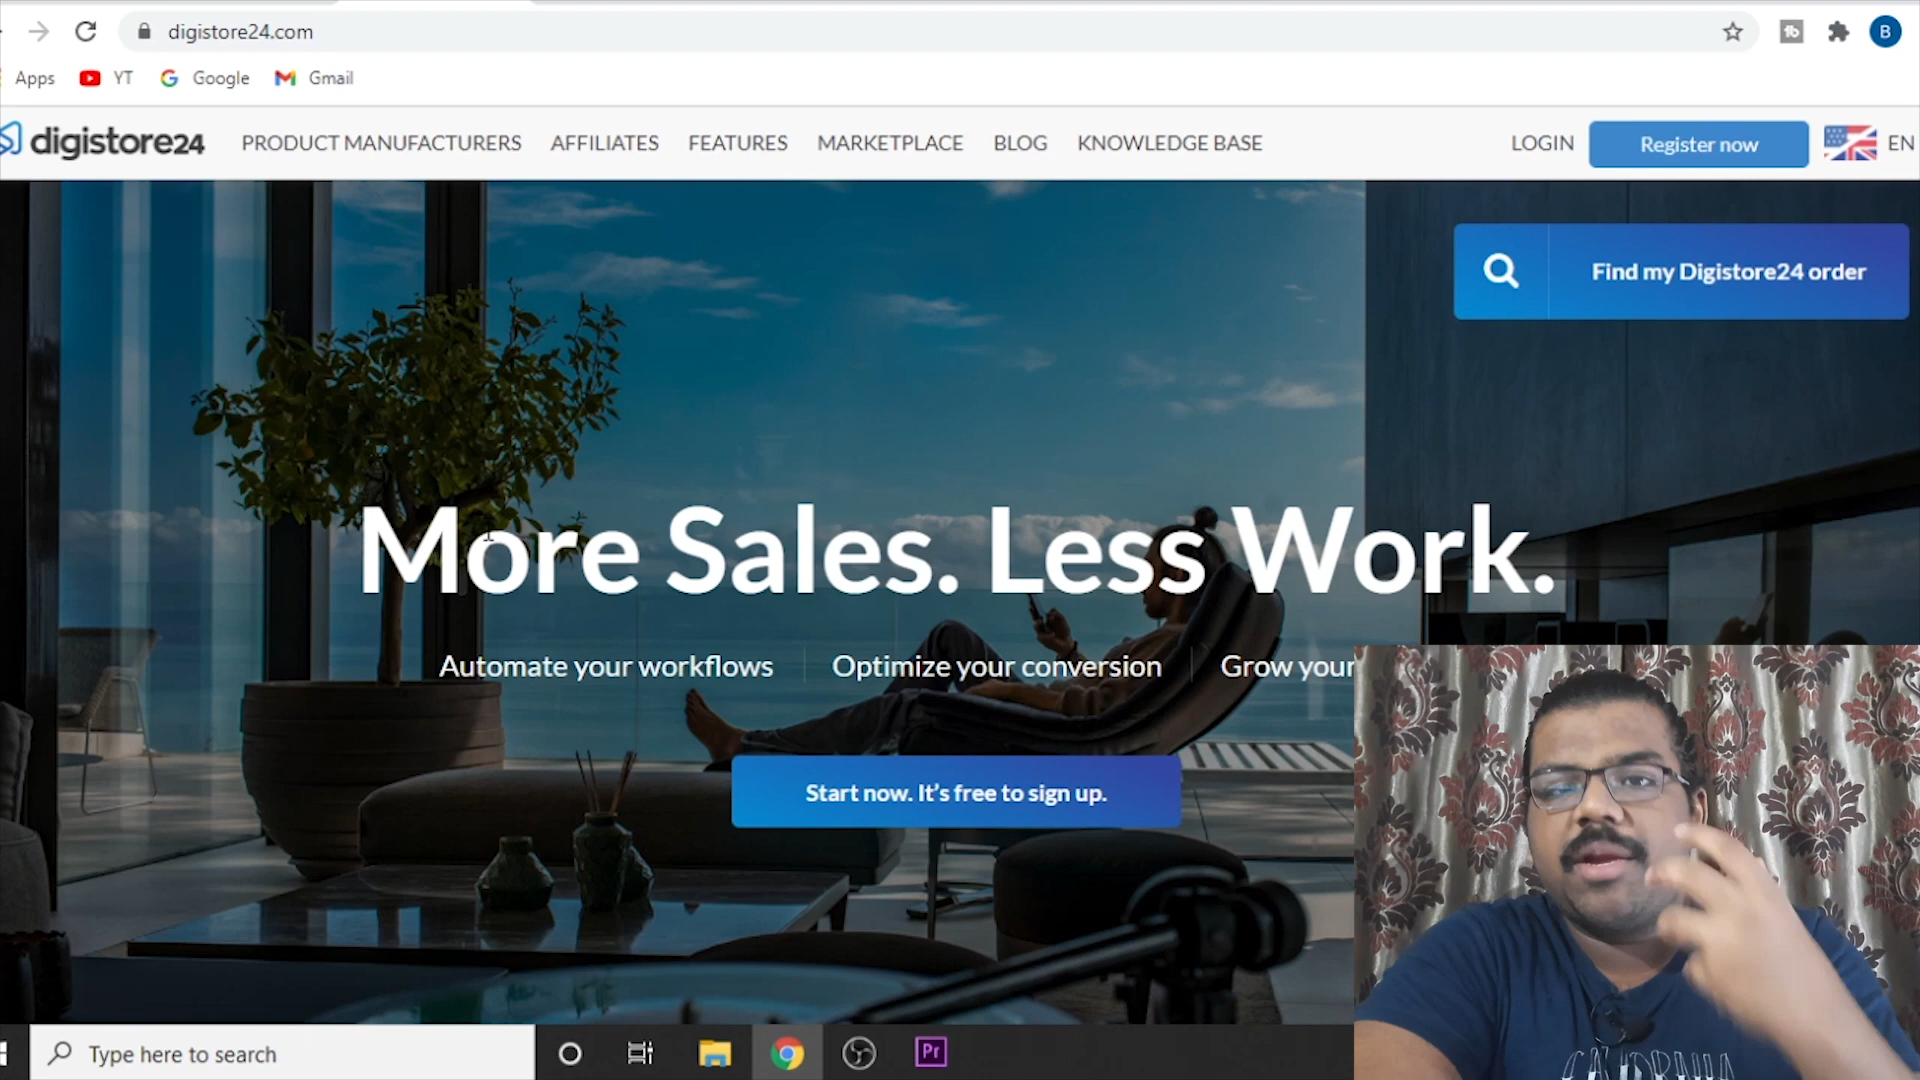 digistore24.com
Apps YT Google Gmail
digistore24 PRODUCT MANUFACTURERS AFFILIATES FEATURES MARKETPLACE BLOG KNOWLEDGE BASE LOGIN Register now EN
Find my Digistore24 order
More Sales. Less Work.
Automate your workflows Optimize your conversion Grow your
Start now. It's free to sign up.
Type here to search
Pr
B